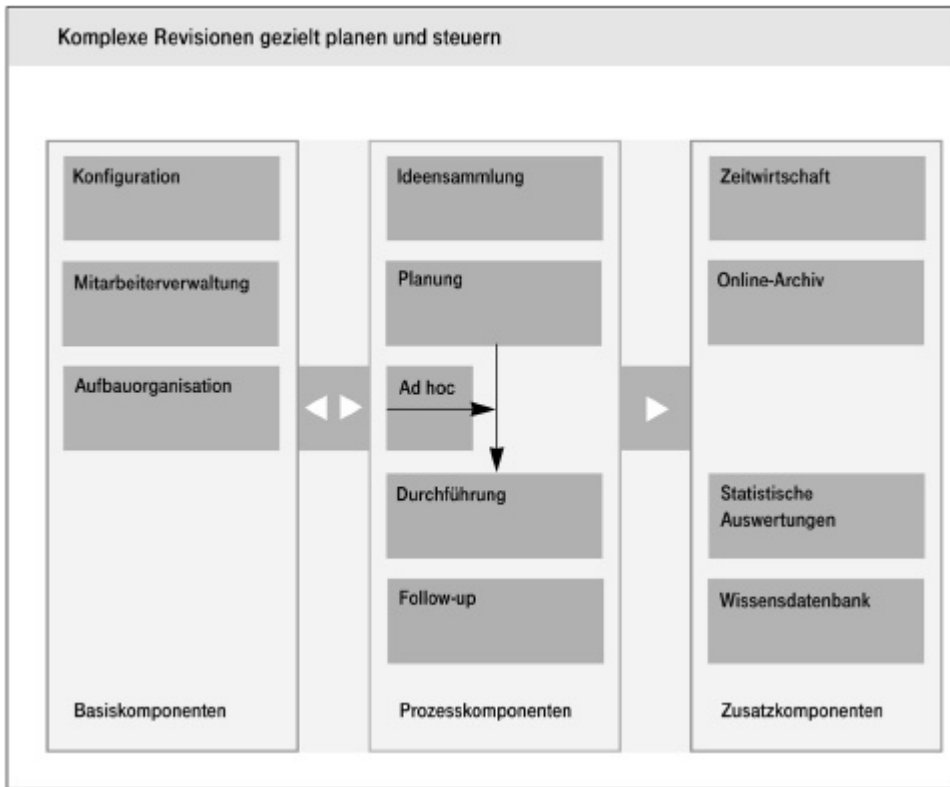 Komplexe Revisionen gezielt planen und steuern
Konfiguration
Mitarbeiterverwaltung
Aufbauorganisation
Basiskomponenten
Ideensammlung
Planung
Ad hoc
Durchführung
Follow-up
Prozesskomponenten
Zeitwirtschaft
Online-Archiv
Statistische
Auswertungen
Wissensdatenbank
Zusatzkomponenten